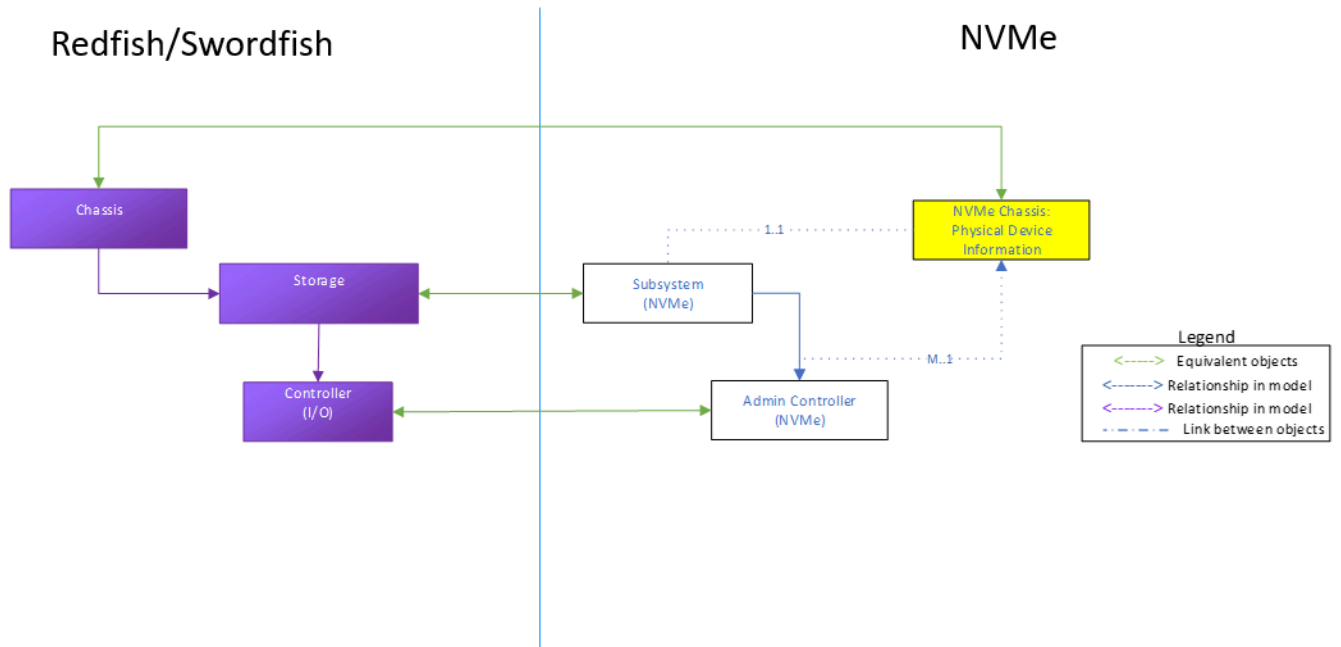 Redfish/Swordfish
NVMe
Chassis
NVMe Chassis:
Physical Device
Information
1..1
Storage
Subsystem
(NVMe)
M..1
Controller
(I/O)
Admin Controller
(NVMe)
Legend
Equivalent objects
Relationship in model
Relationship in model
Link between objects